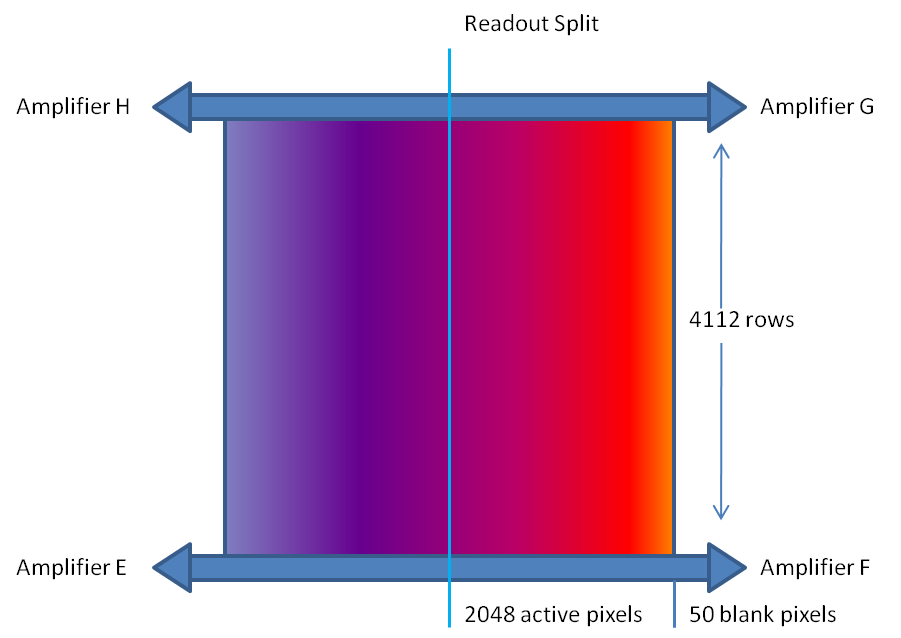 Readout Split
Amplifier H
Amplifier G
4112 rows
Amplifier E
Amplifier F
2048 active pixels
50 blank pixels